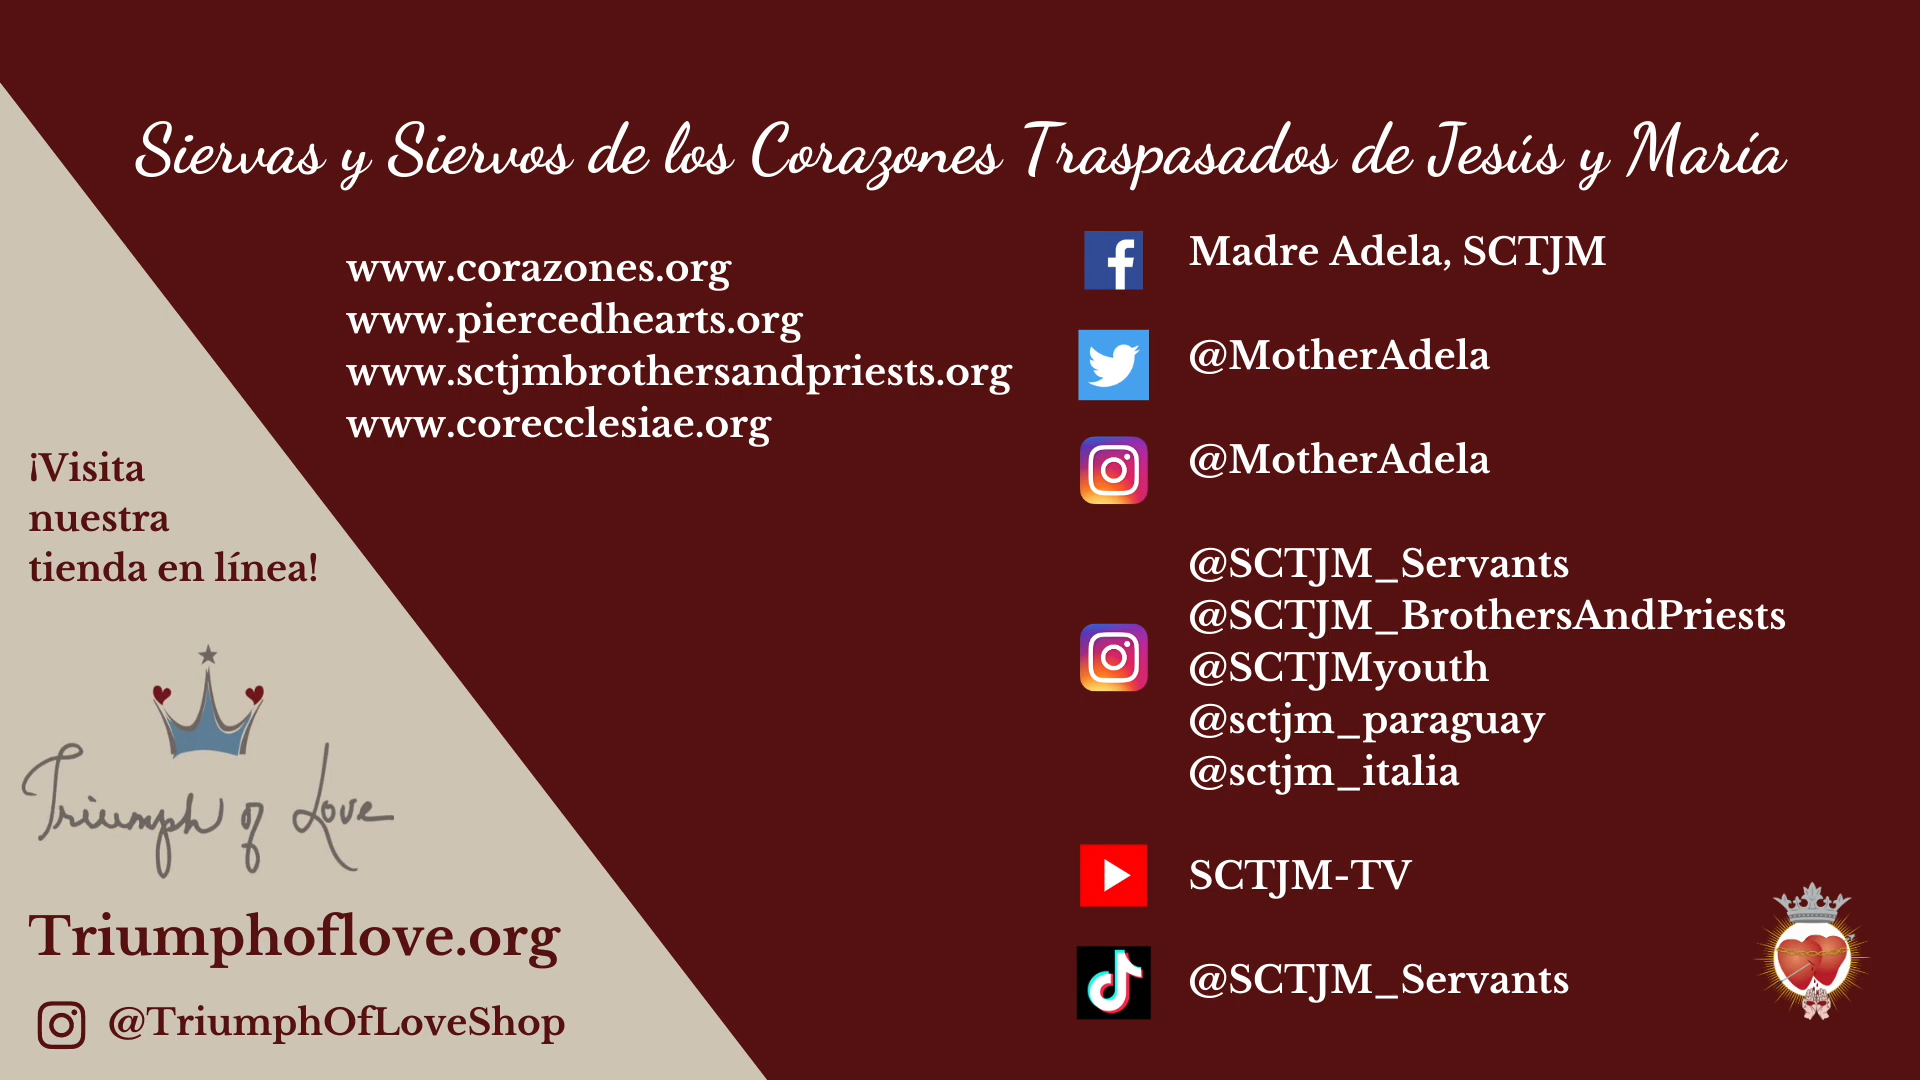 Siervas y Siervos de los Corazones Traspasados de Jesús y María
www.corazones.org
www.piercedhearts.org
www.sctjmbrothersandpriests.org
www.corecclesiae.org
Madre Adela, SCTJM
@MotherAdela
@MotherAdela
@SCTJM_Servants
@SCTJM_BrothersAndPriests
@SCTJMyouth
@sctjm_paraguay
@sctjm_italia
SCTJM-TV
@SCTJM_Servants
¡Visita
nuestra
tienda en línea!
Triumph of Love
Triumphoflove.org
@TriumphOfLoveShop